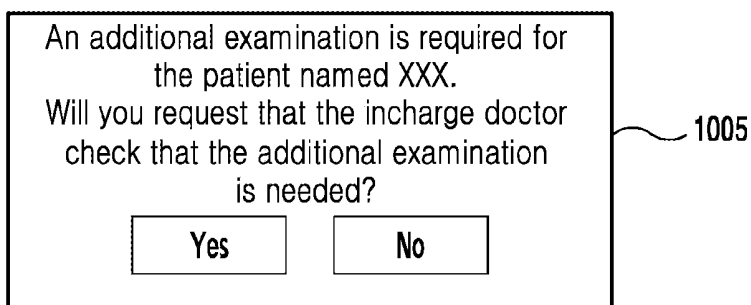 An additional examination is required for
the patient named XXX.
Will you request that the incharge doctor
check that the additional examination
is needed?
Yes No
1005